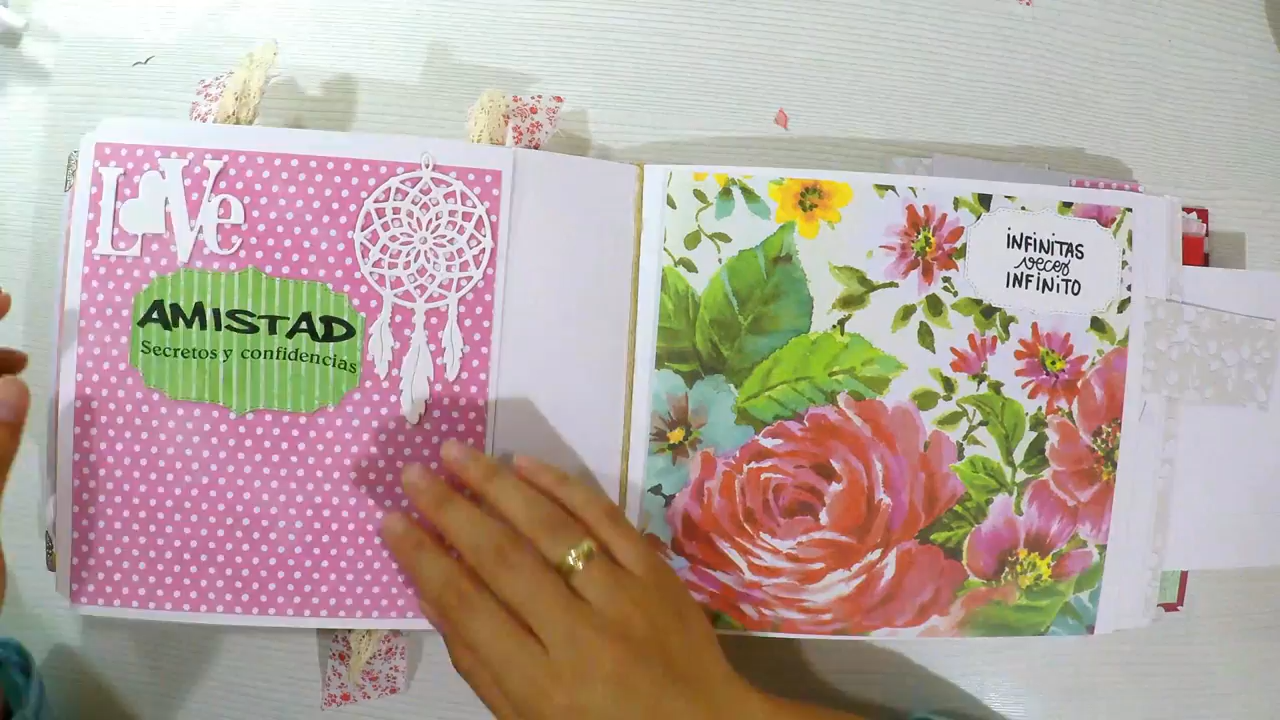 LOVe
AMISTAD
Secretos y confidencias
iNFiNiTAS
veces
iNFiNiTO